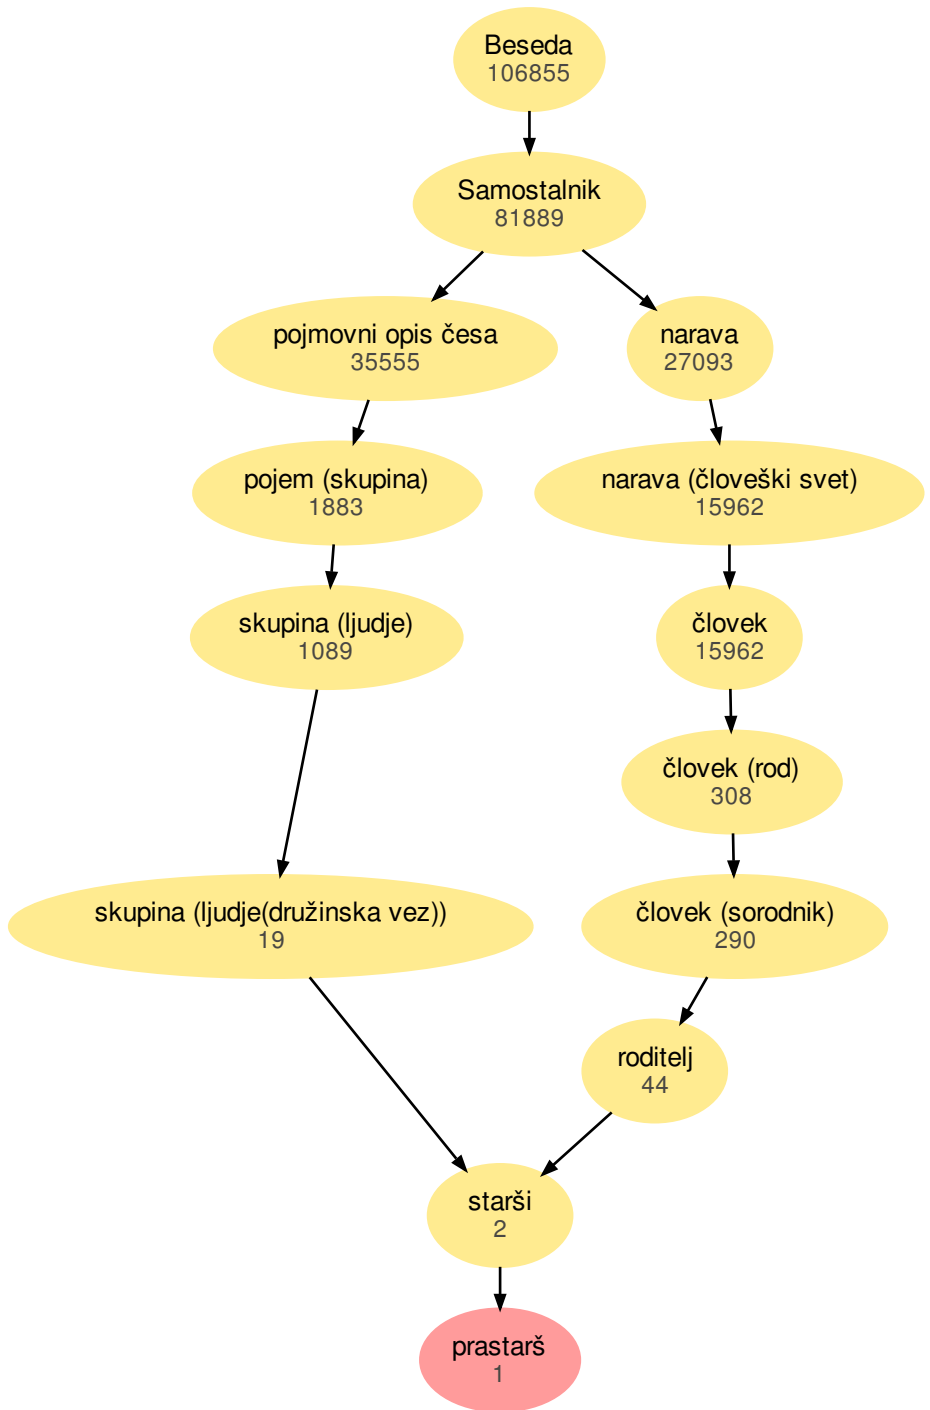 Beseda
106855
Samostalnik
81889
pojmovni opis česa
35555
narava
27093
pojem (skupina)
1883
narava (človeški svet)
15962
skupina (ljudje)
1089
človek
15962
človek (rod)
308
skupina (ljudje(družinska vez))
19
človek (sorodnik)
290
roditelj
44
starši
2
prastarš
1